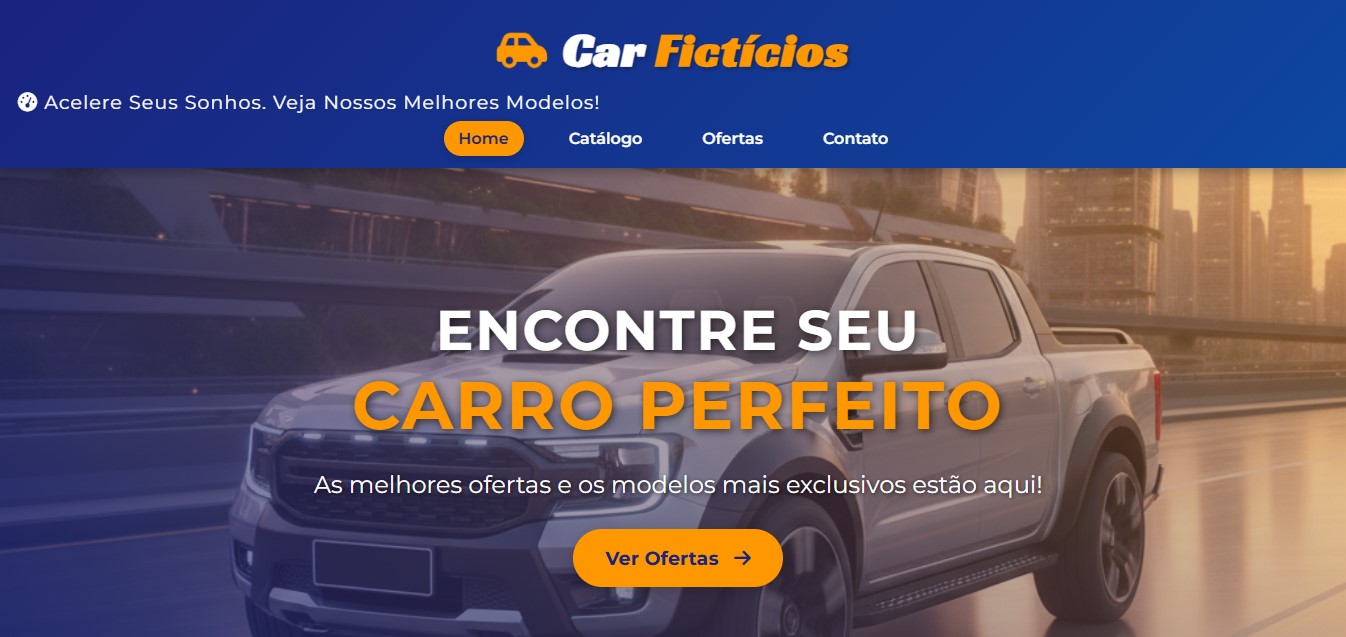 Car Fictícios
Acelere Seus Sonhos. Veja Nossos Melhores Modelos!
Home Catálogo Ofertas Contato
ENCONTRE SEU
CARRO PERFEITO
As melhores ofertas e os modelos mais exclusivos estão aqui!
Ver Ofertas